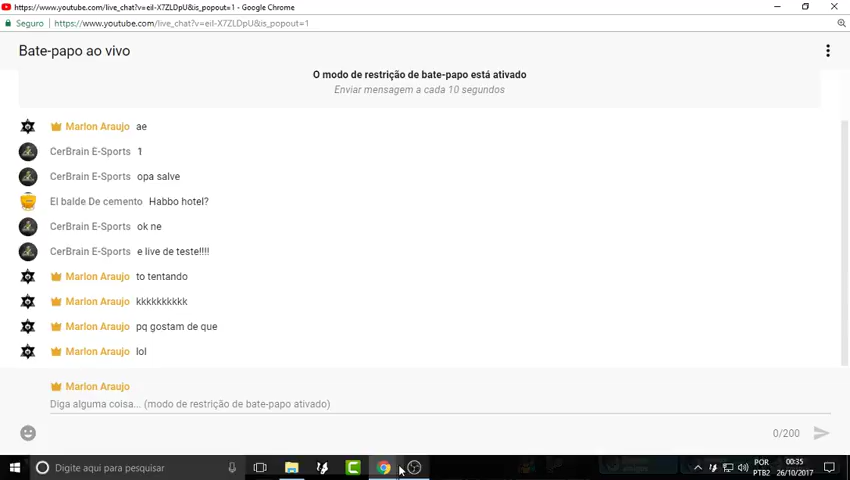 https://www.youtube.com/live_chat?v=eiI-X7ZLDpU&is_popout=1 - Google Chrome
Seguro | https://www.youtube.com/live_chat?v=eiI-X7ZLDpU&is_popout=1
Bate-papo ao vivo
O modo de restrição de bate-papo está ativado
Enviar mensagem a cada 10 segundos
Marlon Araujo ae
CerBrain E-Sports 1
CerBrain E-Sports opa salve
El balde De cemento Habbo hotel?
CerBrain E-Sports ok ne
CerBrain E-Sports e live de teste!!!!
Marlon Araujo to tentando
Marlon Araujo kkkkkkkkkk
Marlon Araujo pq gostam de que
Marlon Araujo lol
Marlon Araujo
Diga alguma coisa... (modo de restrição de bate-papo ativado)
0/200
Digite aqui para pesquisar
POR 00:35
PTB2 26/10/2017